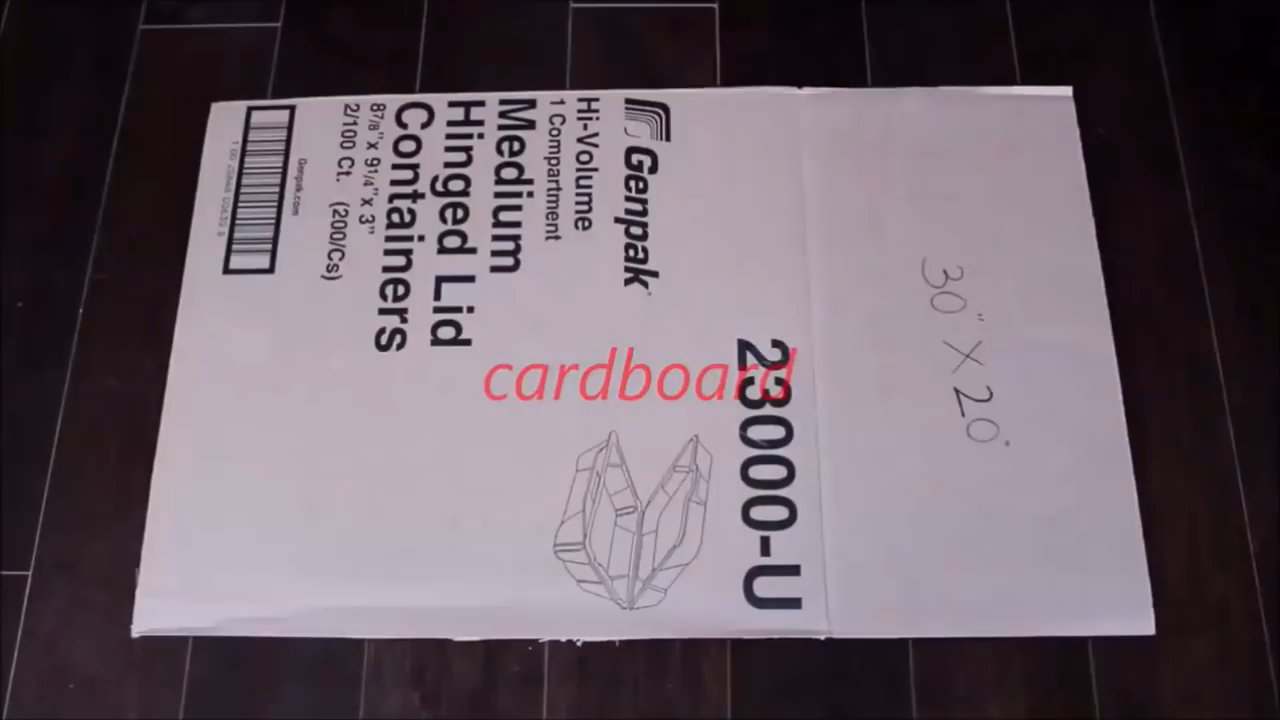 Genpak
Hi-Volume
1 Compartment
Medium
Hinged Lid
Containers
8 7/8" x 9 1/4" x 3"
2/100 Ct. (200/Cs)
Genpak.com
23000-U
30" X 20"
cardboard